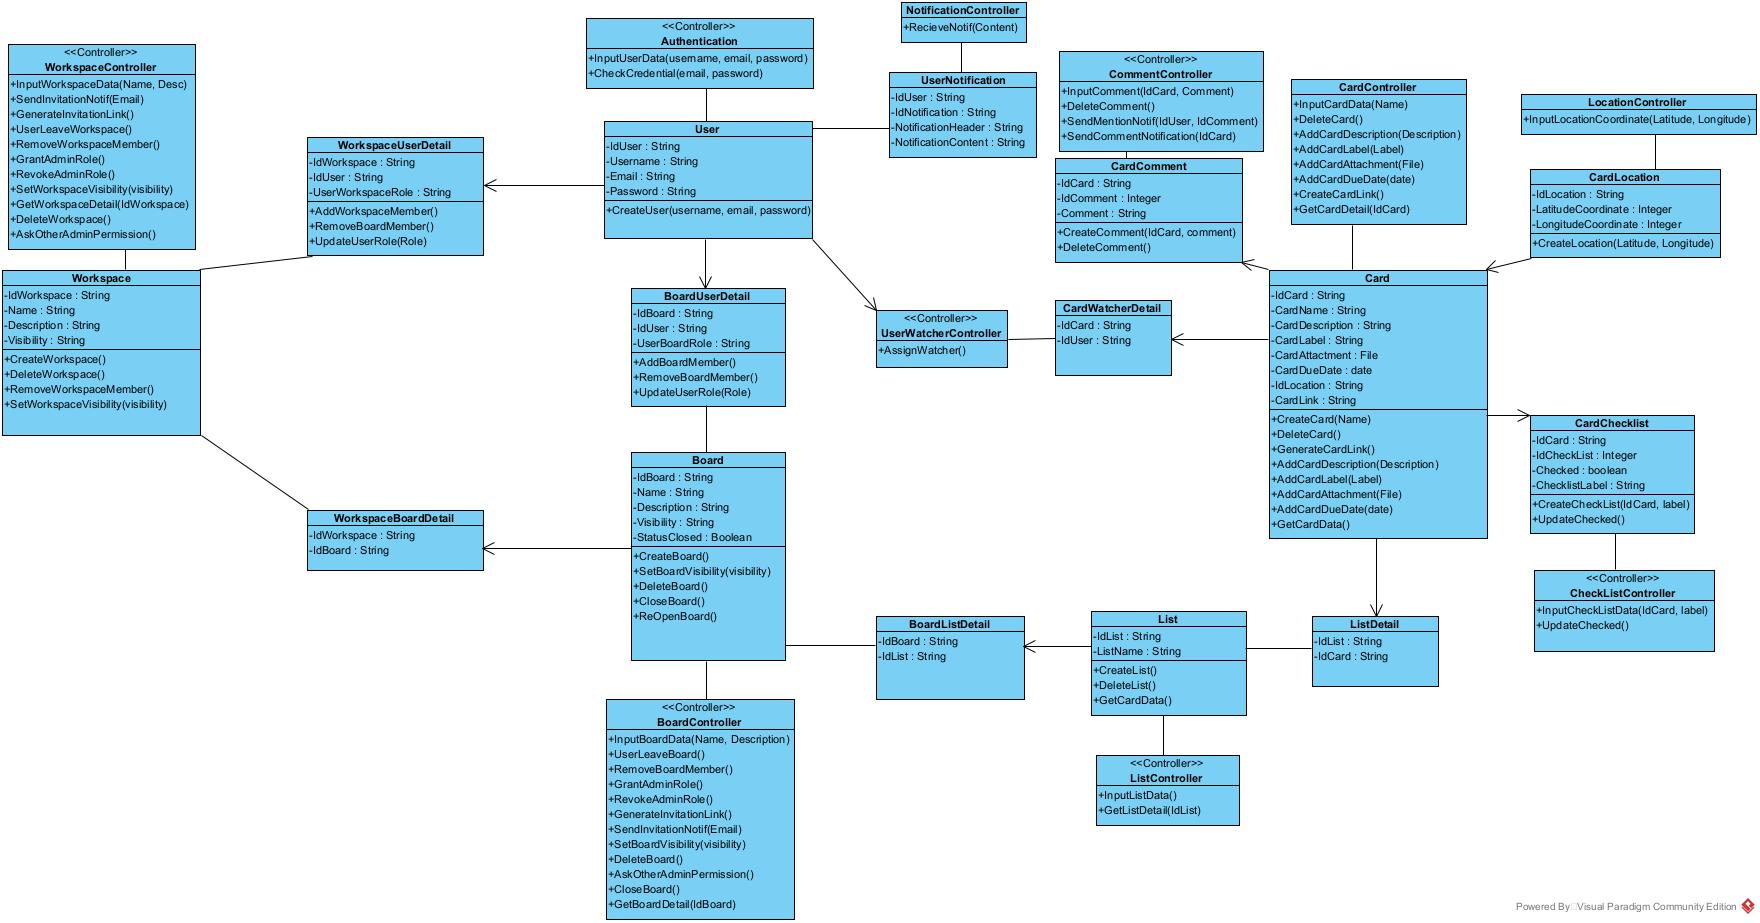 <<Controller>>
WorkspaceController
+InputWorkspaceData(Name, Desc)
+SendInvitationNotif(Email)
+GenerateInvitationLink()
+UserLeaveWorkspace()
+RemoveWorkspaceMember()
+GrantAdminRole()
+RevokeAdminRole()
+SetWorkspaceVisibility(visibility)
+GetWorkspaceDetail(IdWorkspace)
+DeleteWorkspace()
+AskOtherAdminPermission()
Workspace
-IdWorkspace : String
-Name : String
-Description : String
-Visibility : String
+CreateWorkspace()
+DeleteWorkspace()
+RemoveWorkspaceMember()
+SetWorkspaceVisibility(visibility)
WorkspaceUserDetail
-IdWorkspace : String
-IdUser : String
-UserWorkspaceRole : String
+AddWorkspaceMember()
+RemoveBoardMember()
+UpdateUserRole(Role)
WorkspaceBoardDetail
-IdWorkspace : String
-IdBoard : String
<<Controller>>
Authentication
+InputUserData(username, email, password)
+CheckCredential(email, password)
User
-IdUser : String
-Username : String
-Email : String
-Password : String
+CreateUser(username, email, password)
BoardUserDetail
-IdBoard : String
-IdUser : String
-UserBoardRole : String
+AddBoardMember()
+RemoveBoardMember()
+UpdateUserRole(Role)
Board
-IdBoard : String
-Name : String
-Description : String
-Visibility : String
-StatusClosed : Boolean
+CreateBoard()
+SetBoardVisibility(visibility)
+DeleteBoard()
+CloseBoard()
+ReOpenBoard()
<<Controller>>
BoardController
+InputBoardData(Name, Description)
+UserLeaveBoard()
+RemoveBoardMember()
+GrantAdminRole()
+RevokeAdminRole()
+GenerateInvitationLink()
+SendInvitationNotif(Email)
+SetBoardVisibility(visibility)
+DeleteBoard()
+AskOtherAdminPermission()
+CloseBoard()
+GetBoardDetail(IdBoard)
NotificationController
+RecieveNotif(Content)
UserNotification
-IdUser : String
-IdNotification : String
-NotificationHeader : String
-NotificationContent : String
<<Controller>>
UserWatcherController
+AssignWatcher()
BoardListDetail
-IdBoard : String
-IdList : String
<<Controller>>
CommentController
+InputComment(IdCard, Comment)
+DeleteComment()
+SendMentionNotif(IdUser, IdComment)
+SendCommentNotification(IdCard)
CardComment
-IdCard : String
-IdComment : Integer
-Comment : String
+CreateComment(IdCard, comment)
+DeleteComment()
CardWatcherDetail
-IdCard : String
-IdUser : String
List
-IdList : String
-ListName : String
+CreateList()
+DeleteList()
+GetCardData()
<<Controller>>
ListController
+InputListData()
+GetListDetail(IdList)
CardController
+InputCardData(Name)
+DeleteCard()
+AddCardDescription(Description)
+AddCardLabel(Label)
+AddCardAttachment(File)
+AddCardDueDate(date)
+CreateCardLink()
+GetCardDetail(IdCard)
Card
-IdCard : String
-CardName : String
-CardDescription : String
-CardLabel : String
-CardAttactment : File
-CardDueDate : date
-IdLocation : String
-CardLink : String
+CreateCard(Name)
+DeleteCard()
+GenerateCardLink()
+AddCardDescription(Description)
+AddCardLabel(Label)
+AddCardAttachment(File)
+AddCardDueDate(date)
+GetCardData()
ListDetail
-IdList : String
-IdCard : String
LocationController
+InputLocationCoordinate(Latitude, Longitude)
CardLocation
-IdLocation : String
-LatitudeCoordinate : Integer
-LongitudeCoordinate : Integer
+CreateLocation(Latitude, Longitude)
CardChecklist
-IdCard : String
-IdCheckList : Integer
-Checked : boolean
-ChecklistLabel : String
+CreateCheckList(IdCard, label)
+UpdateChecked()
<<Controller>>
CheckListController
+InputCheckListData(IdCard, label)
+UpdateChecked()
Powered By Visual Paradigm Community Edition